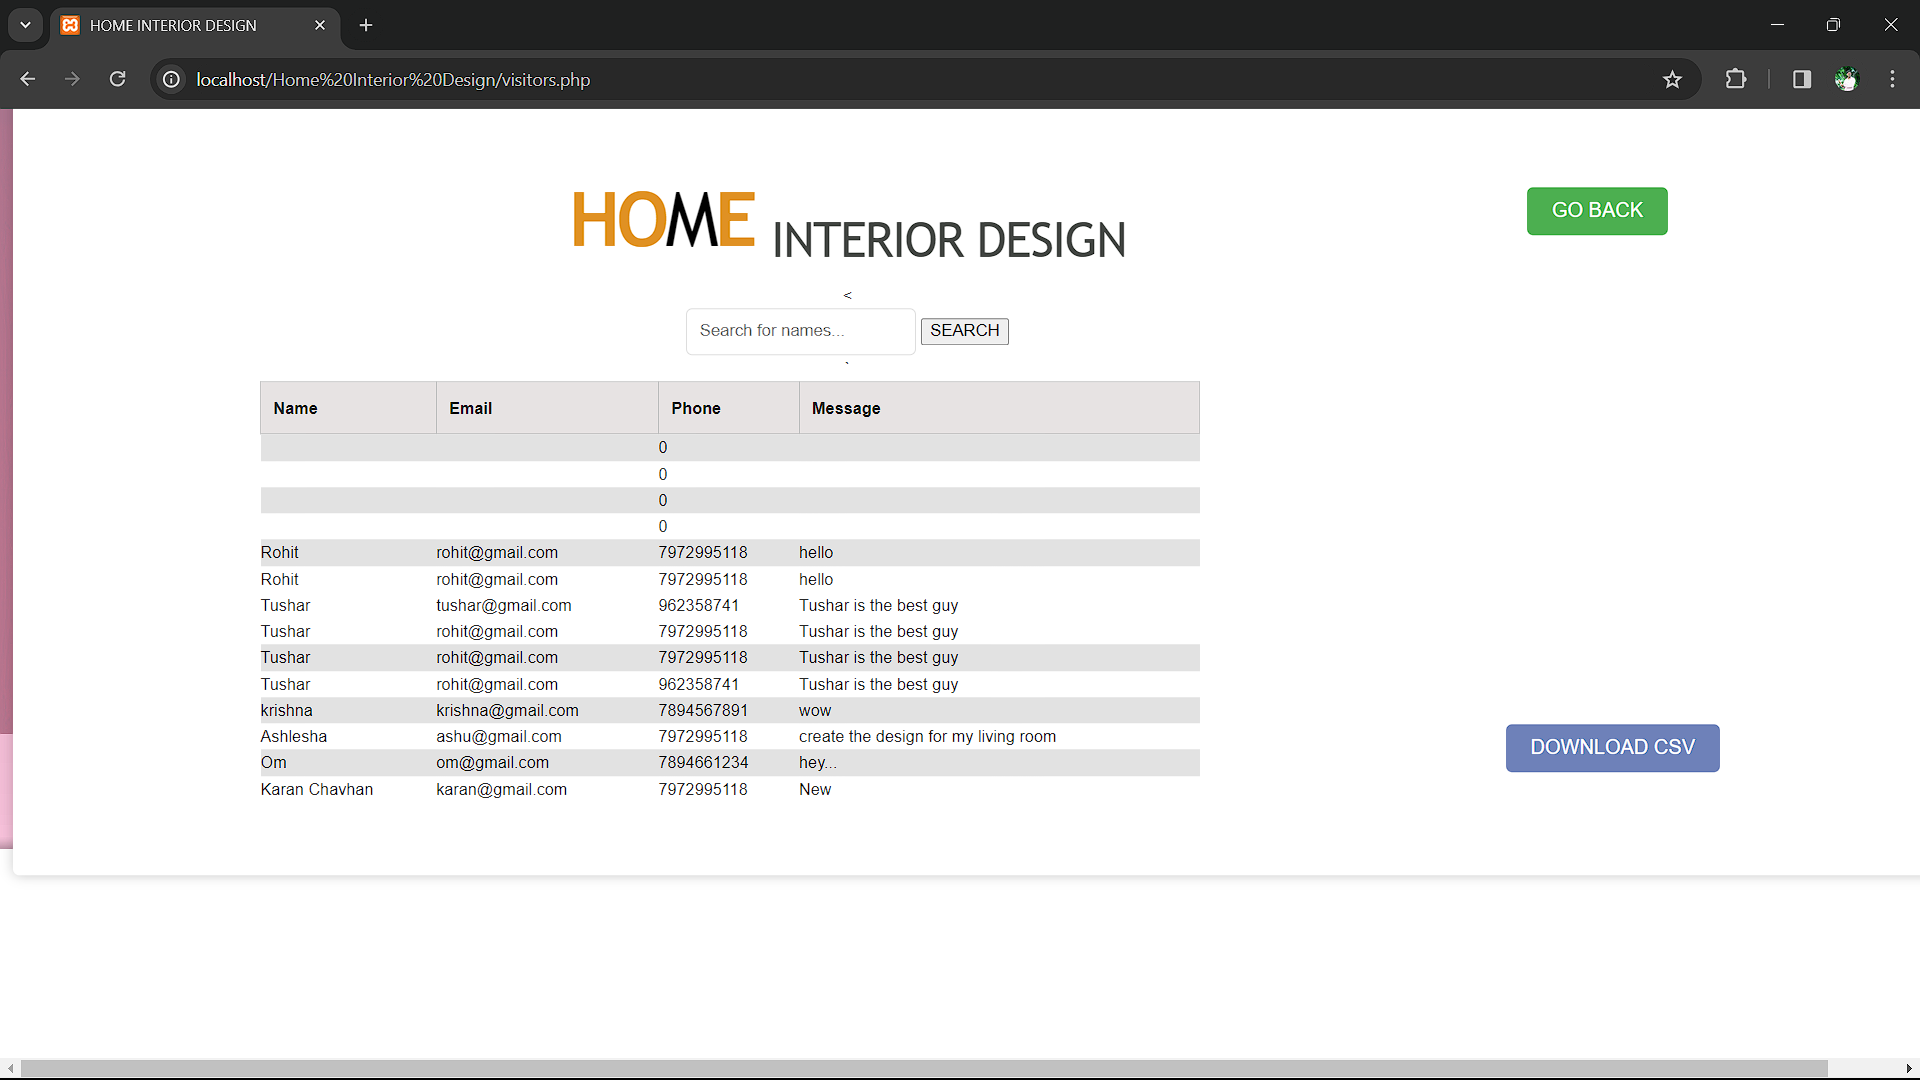 HOME INTERIOR DESIGN
localhost/Home%20Interior%20Design/visitors.php
HOME INTERIOR DESIGN
GO BACK
<
Search for names...
SEARCH
`
Name Email Phone Message
0
0
0
0
Rohit rohit@gmail.com 7972995118 hello
Rohit rohit@gmail.com 7972995118 hello
Tushar tushar@gmail.com 962358741 Tushar is the best guy
Tushar rohit@gmail.com 7972995118 Tushar is the best guy
Tushar rohit@gmail.com 7972995118 Tushar is the best guy
Tushar rohit@gmail.com 962358741 Tushar is the best guy
krishna krishna@gmail.com 7894567891 wow
Ashlesha ashu@gmail.com 7972995118 create the design for my living room
Om om@gmail.com 7894661234 hey...
Karan Chavhan karan@gmail.com 7972995118 New
DOWNLOAD CSV